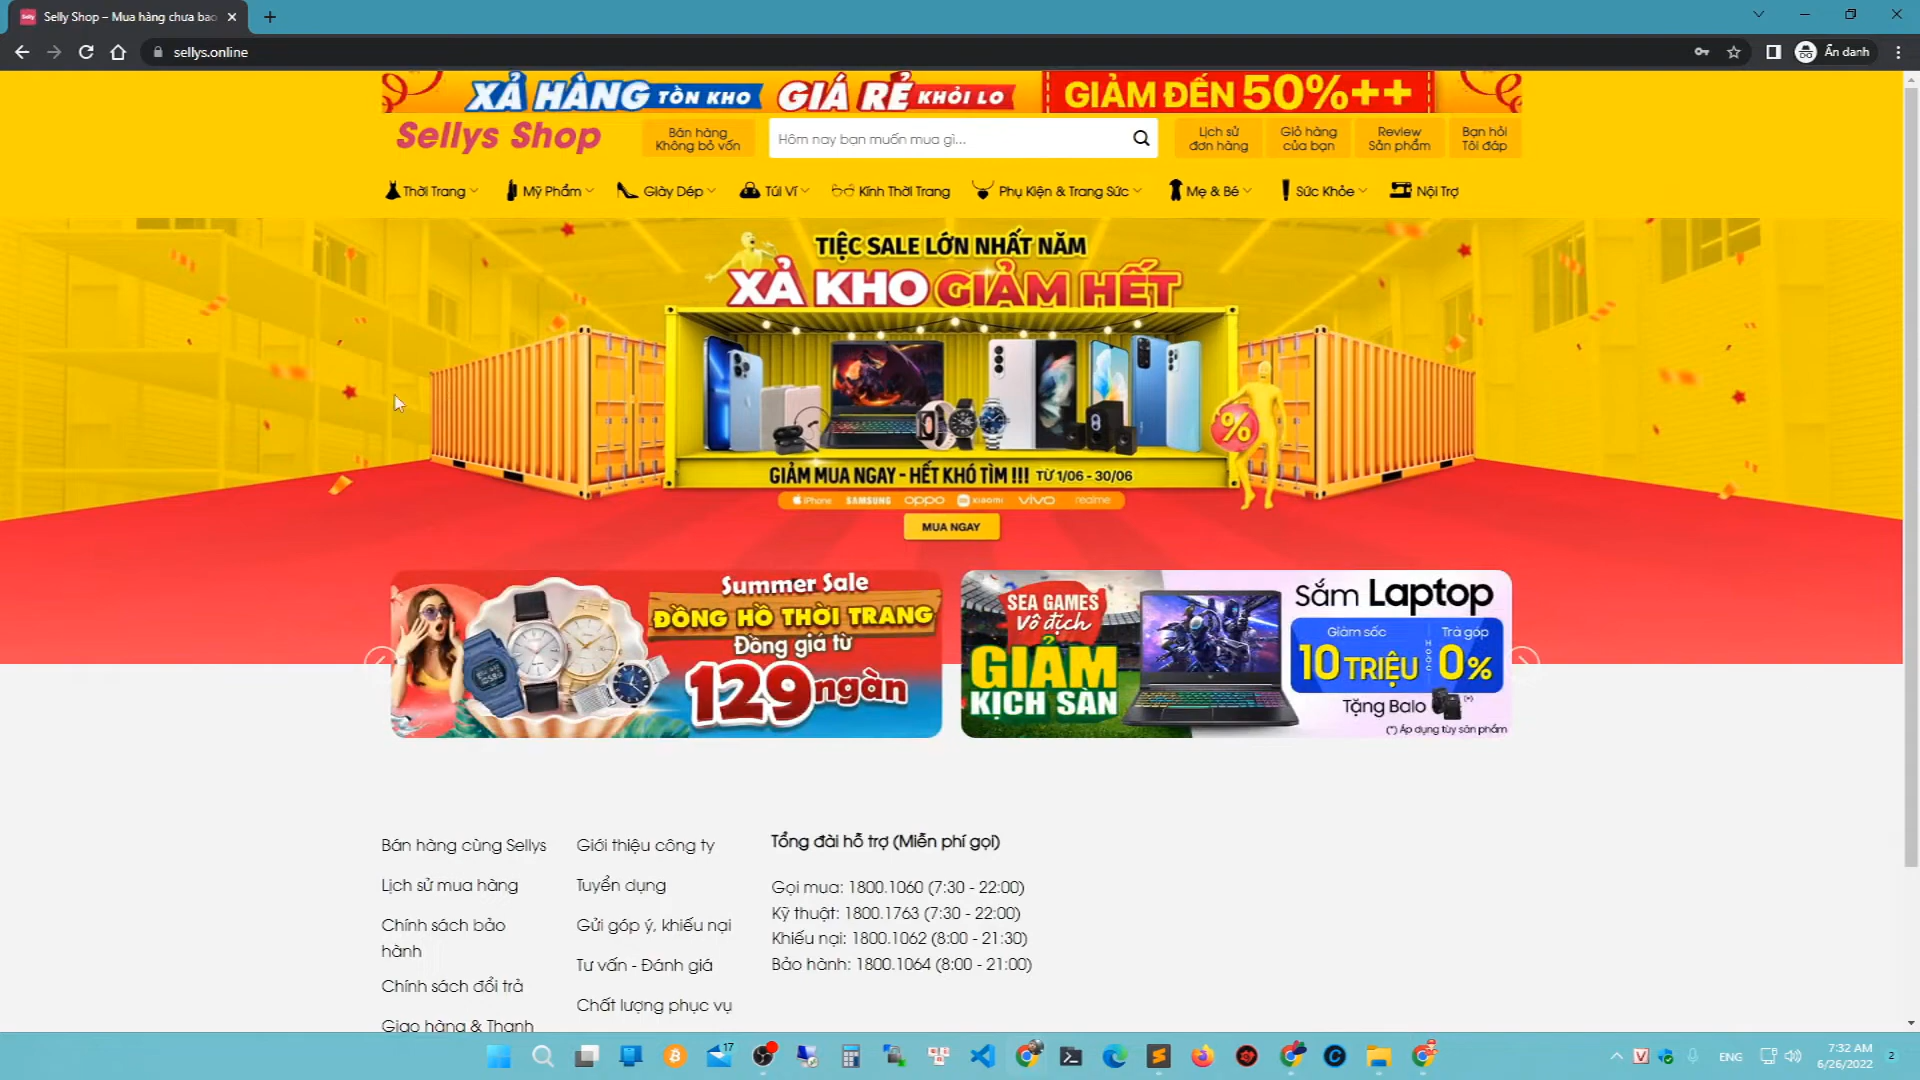 Selly Shop – Mua hàng chưa bao
sellys.online
Ẩn danh
XẢ HÀNG TỒN KHO GIÁ RẺ KHỎI LO GIẢM ĐẾN 50%++
Sellys Shop
Bán hàng
Không bỏ vốn
Hôm nay bạn muốn mua gì...
Lịch sử
đơn hàng
Giỏ hàng
của bạn
Review
Sản phẩm
Bạn hỏi
Tôi đáp
Thời Trang
Mỹ Phẩm
Giày Dép
Túi Ví
Kính Thời Trang
Phụ Kiện & Trang Sức
Mẹ & Bé
Sức Khỏe
Nội Trợ
TIỆC SALE LỚN NHẤT NĂM
XẢ KHO GIẢM HẾT
%
GIẢM MUA NGAY - HẾT KHÓ TÌM !!! TỪ 1/06 - 30/06
iPhone SAMSUNG oppo xiaomi vivo realme
MUA NGAY
Summer Sale
ĐỒNG HỒ THỜI TRANG
Đồng giá từ
129 ngàn
SEA GAMES
Vô địch
GIẢM
KỊCH SÀN
Sắm Laptop
Giảm sốc
10 TRIỆU
HOẶC
Trả góp
0%
Tặng Balo (*)
(*) Áp dụng tùy sản phẩm
Bán hàng cùng Sellys
Lịch sử mua hàng
Chính sách bảo
hành
Chính sách đổi trả
Giao hàng & Thanh
Giới thiệu công ty
Tuyển dụng
Gửi góp ý, khiếu nại
Tư vấn - Đánh giá
Chất lượng phục vụ
Tổng đài hỗ trợ (Miễn phí gọi)
Gọi mua: 1800.1060 (7:30 - 22:00)
Kỹ thuật: 1800.1763 (7:30 - 22:00)
Khiếu nại: 1800.1062 (8:00 - 21:30)
Bảo hành: 1800.1064 (8:00 - 21:00)
17
ENG
7:32 AM
6/26/2022
2